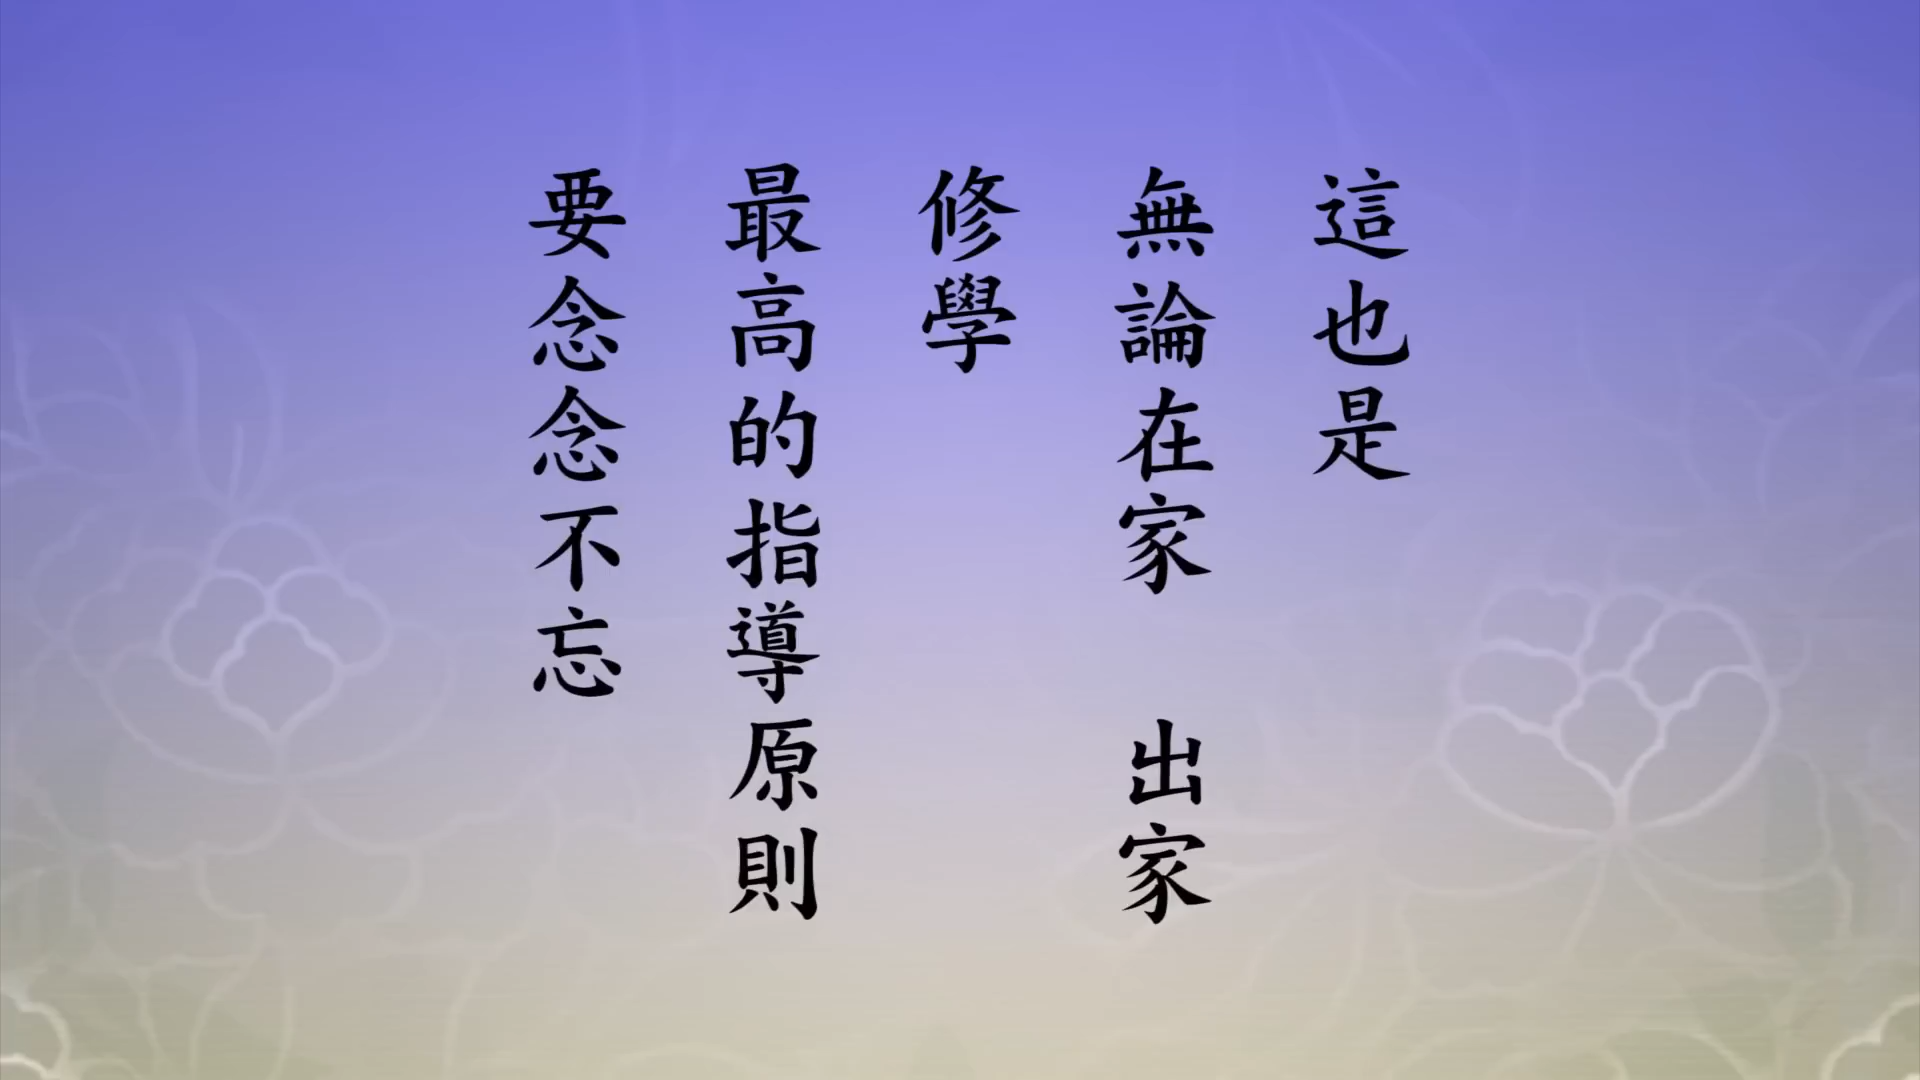 這也是
無論在家　出家
修學
最高的指導原則
要念念不忘